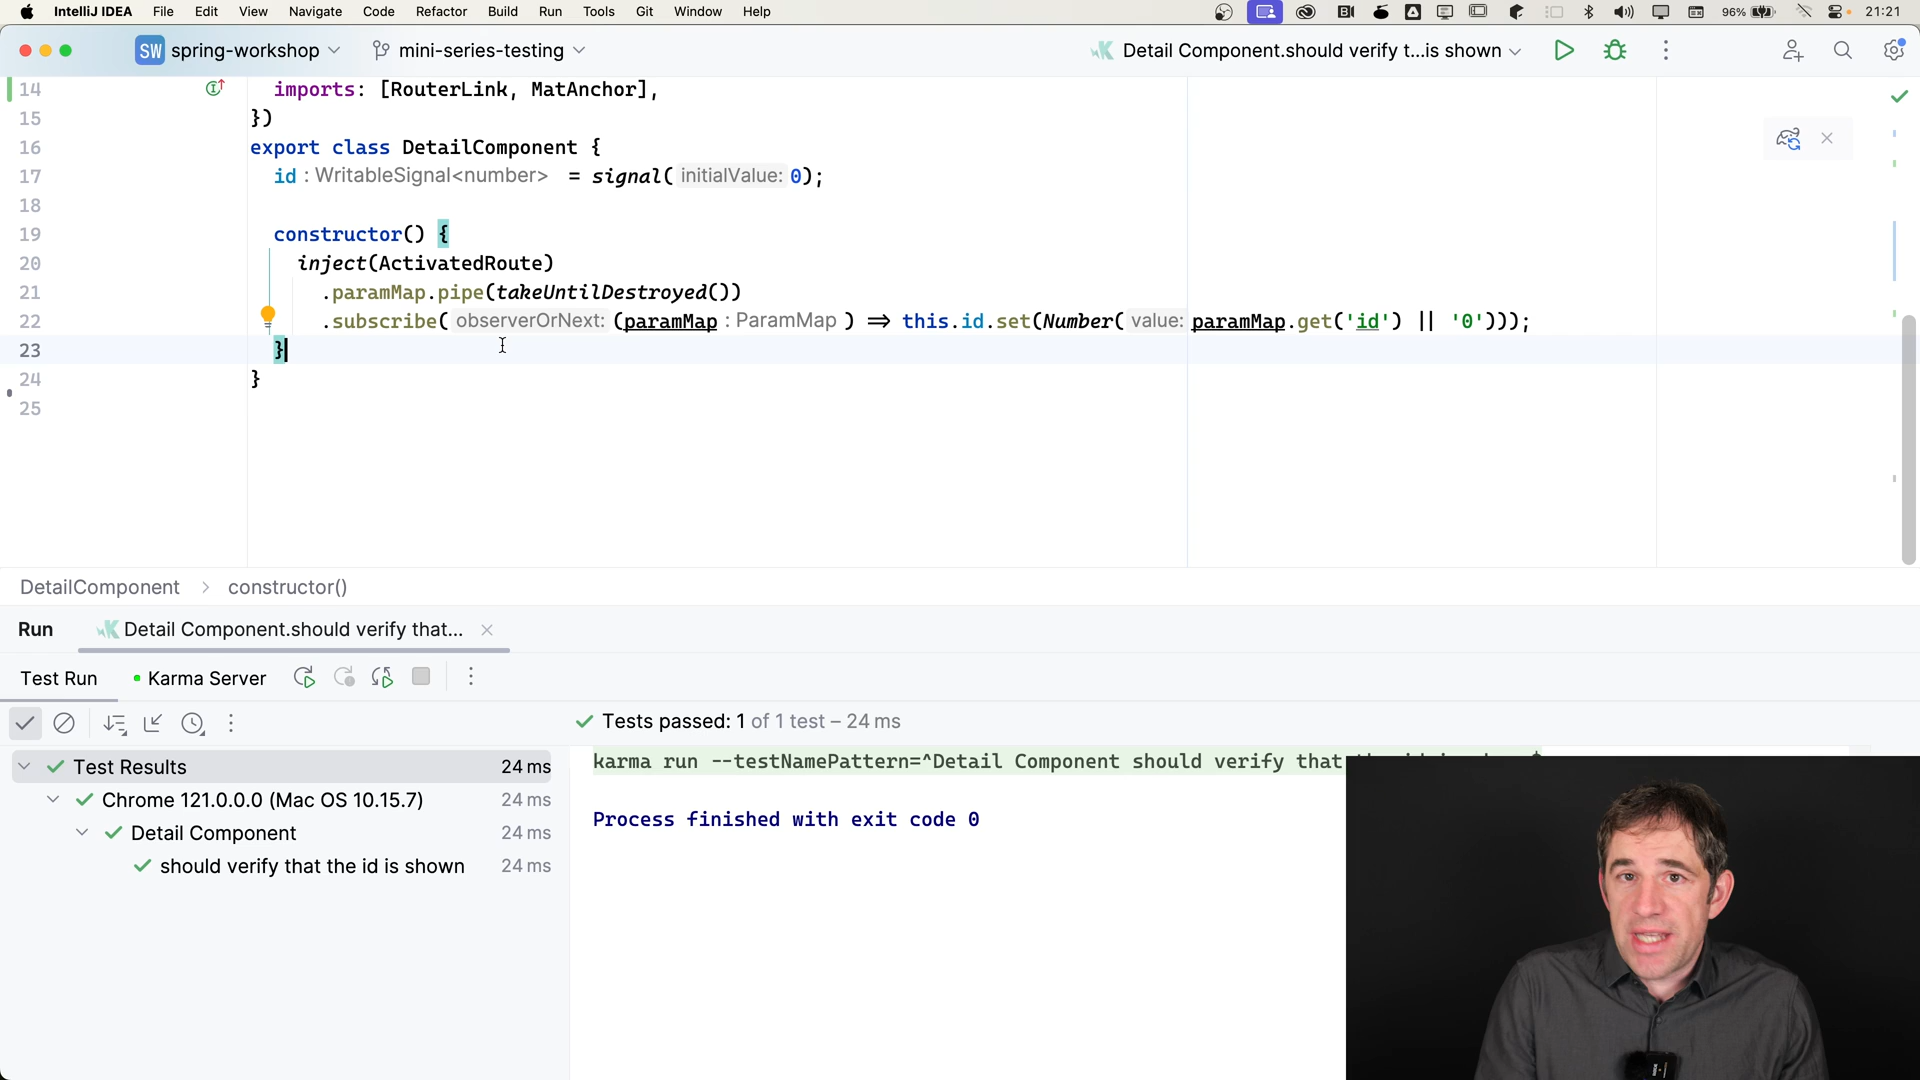 IntelliJ IDEA File Edit View Navigate Code Refactor Build Run Tools Git Window Help 96% 21:21
SW spring-workshop mini-series-testing Detail Component.should verify t...is shown
14 imports: [RouterLink, MatAnchor],
15 })
16 export class DetailComponent {
17 id : WritableSignal<number> = signal( initialValue: 0);
18
19 constructor() {
20 inject(ActivatedRoute)
21 .paramMap.pipe(takeUntilDestroyed())
22 .subscribe( observerOrNext: (paramMap : ParamMap ) => this.id.set(Number( value: paramMap.get('id') || '0')));
23 }
24 }
25
DetailComponent > constructor()
Run Detail Component.should verify that...
Test Run Karma Server
Tests passed: 1 of 1 test – 24 ms
Test Results 24 ms
Chrome 121.0.0.0 (Mac OS 10.15.7) 24 ms
Detail Component 24 ms
should verify that the id is shown 24 ms
karma run --testNamePattern=^Detail Component should verify that
Process finished with exit code 0